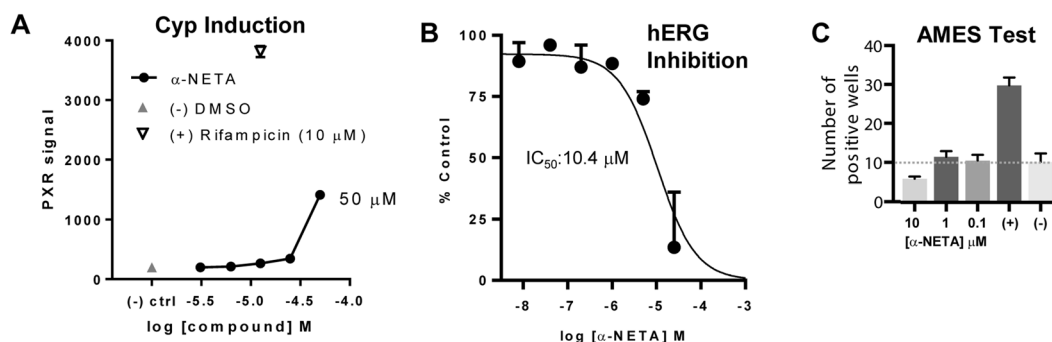 A
Cyp Induction
PXR signal
4000
3000
2000
1000
0
α-NETA
(-) DMSO
(+) Rifampicin (10 μM)
50 μM
(-) ctrl
-5.5
-5.0
-4.5
-4.0
log [compound] M
B
hERG
Inhibition
% Control
100
75
50
25
0
IC50:10.4 μM
-8
-7
-6
-5
-4
-3
log [α-NETA] M
C
AMES Test
Number of
positive wells
40
30
20
10
0
10
1
0.1
(+)
(-)
[α-NETA] μM